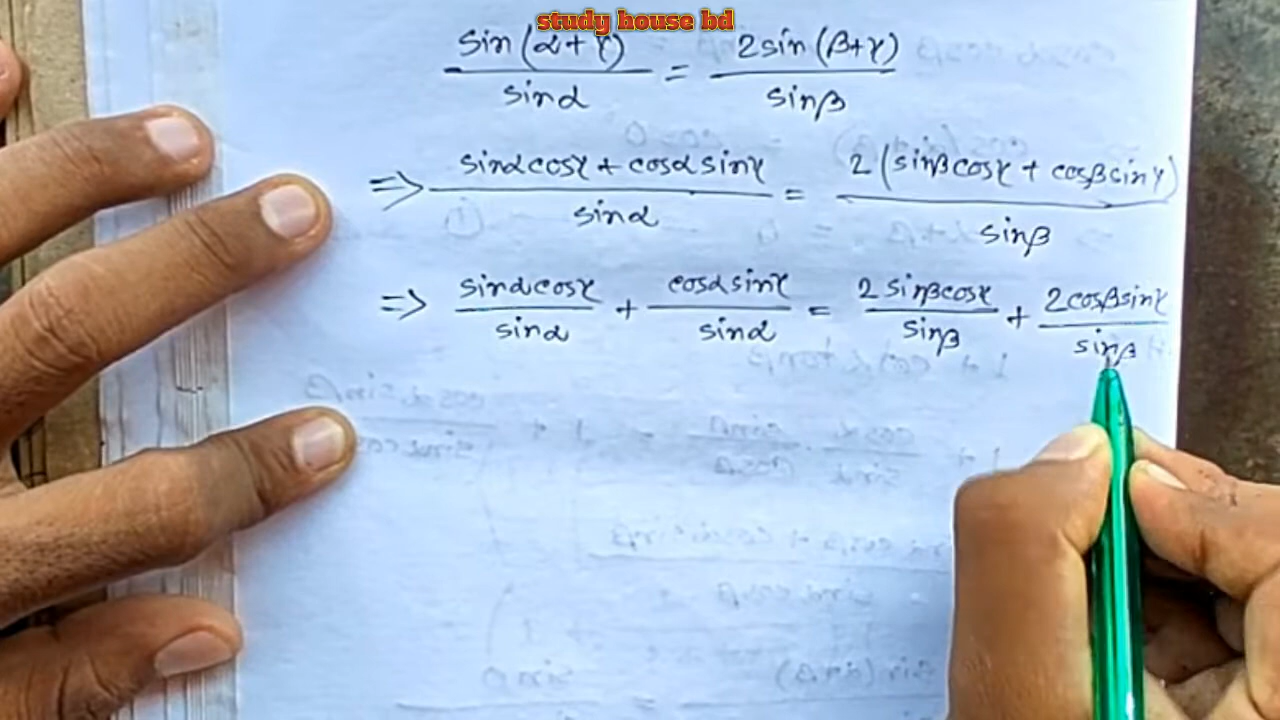 study house bd
sin(α+γ)/sinα = 2sin(β+γ)/sinβ
⇒ sinαcosγ + cosαsinγ/sinα = 2(sinβcosγ + cosβsinγ)/sinβ
⇒ sinαcosγ/sinα + cosαsinγ/sinα = 2sinβcosγ/sinβ + 2cosβsinγ/sinβ